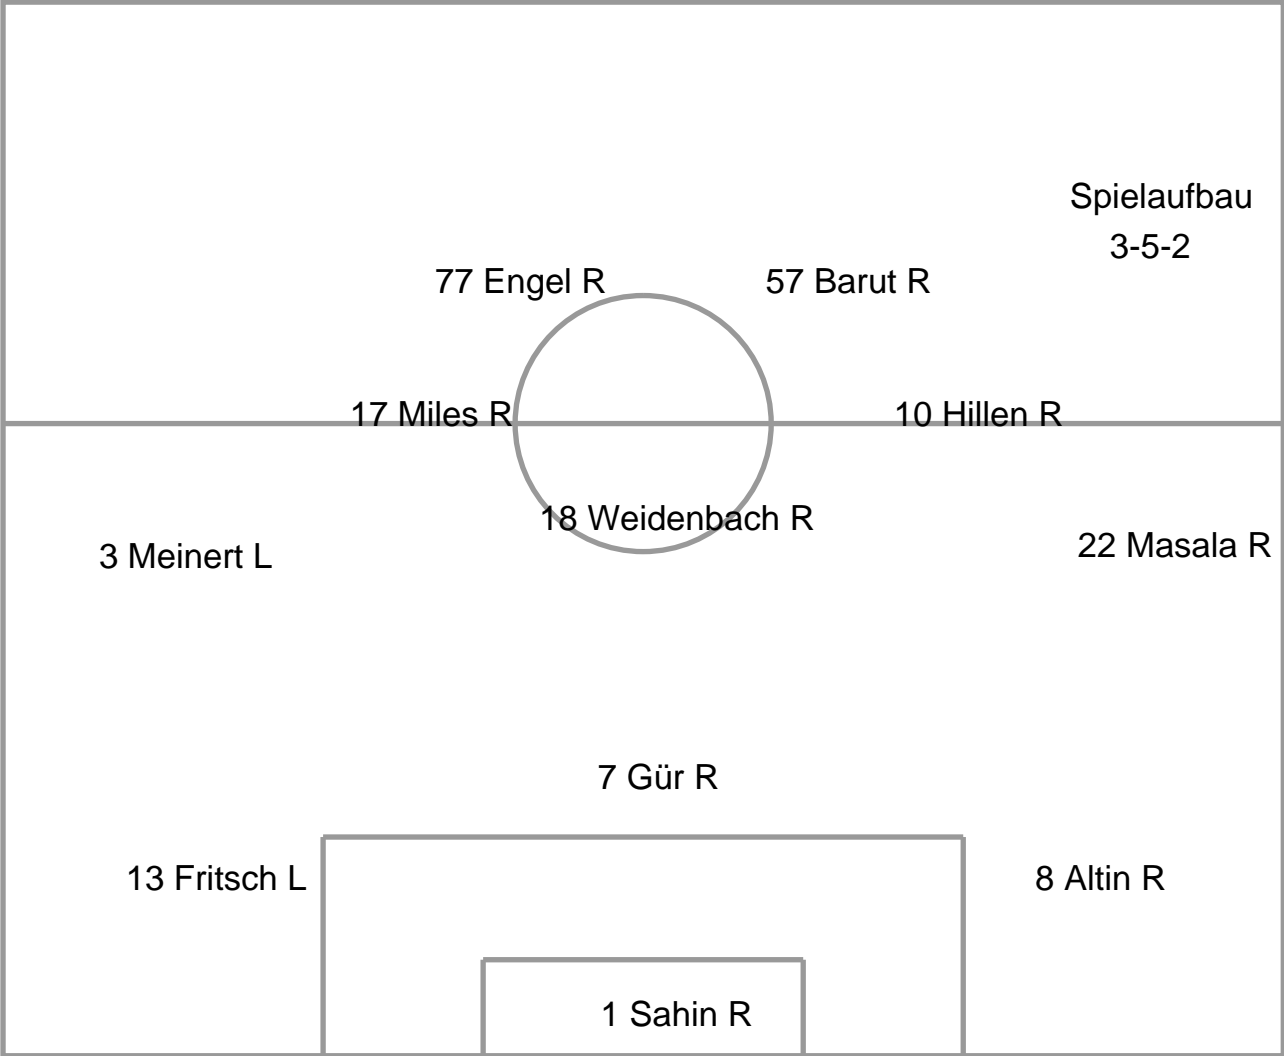 Spielaufbau
3-5-2
77 Engel R
57 Barut R
17 Miles R
10 Hillen R
18 Weidenbach R
3 Meinert L
22 Masala R
7 Gür R
13 Fritsch L
8 Altin R
1 Sahin R